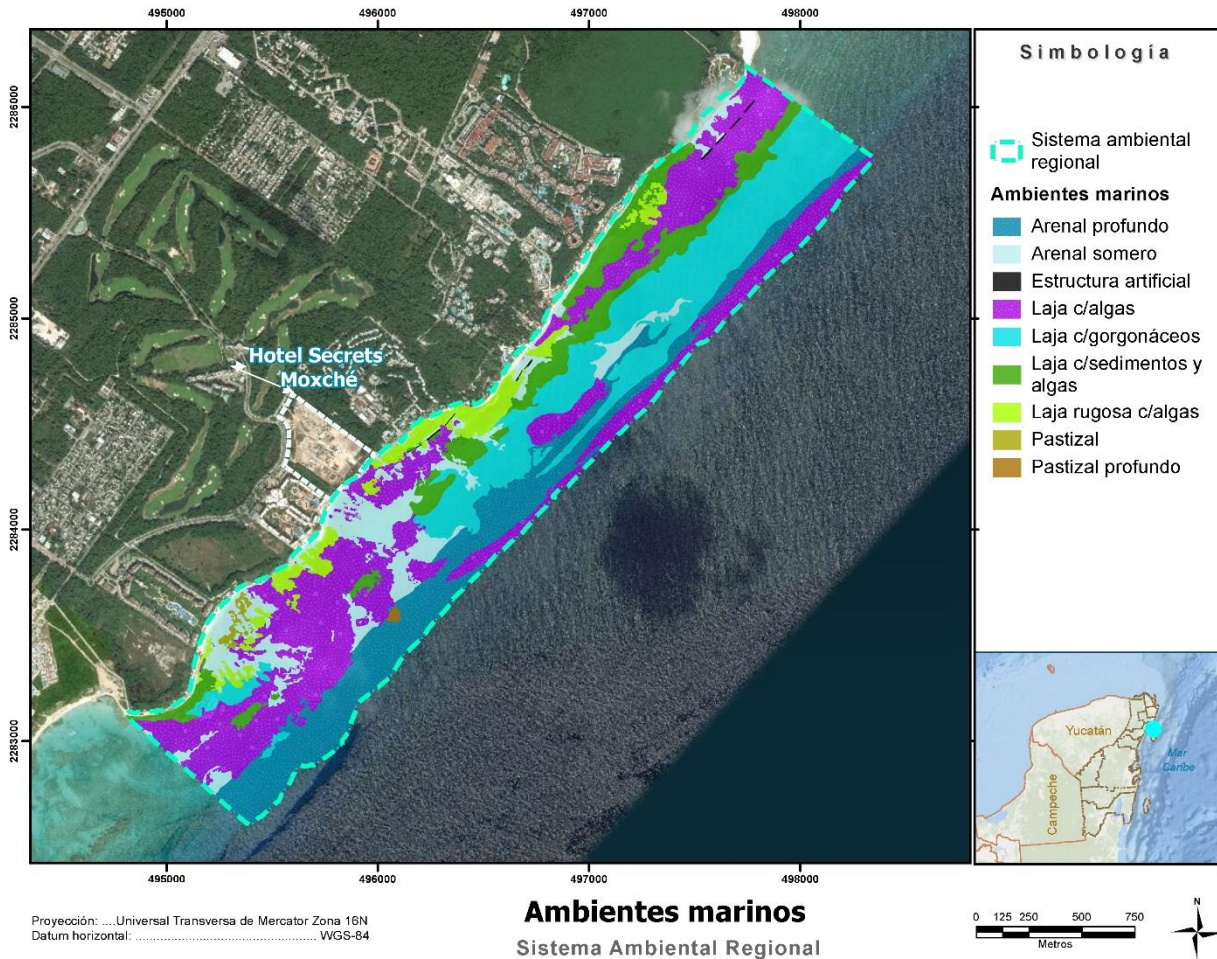 495000 496000 497000 498000
2286000
2285000
2284000
2283000
Hotel Secrets
Moxché
495000 496000 497000 498000
Simbología
Sistema ambiental
regional
Ambientes marinos
Arenal profundo
Arenal somero
Estructura artificial
Laja c/algas
Laja c/gorgonáceos
Laja c/sedimentos y
algas
Laja rugosa c/algas
Pastizal
Pastizal profundo
Yucatán
Campeche
Mar
Caribe
Proyección: ....Universal Transversa de Mercator Zona 16N
Datum horizontal: ................................................ WGS-84
Ambientes marinos
Sistema Ambiental Regional
0 125 250 500 750
Metros
N